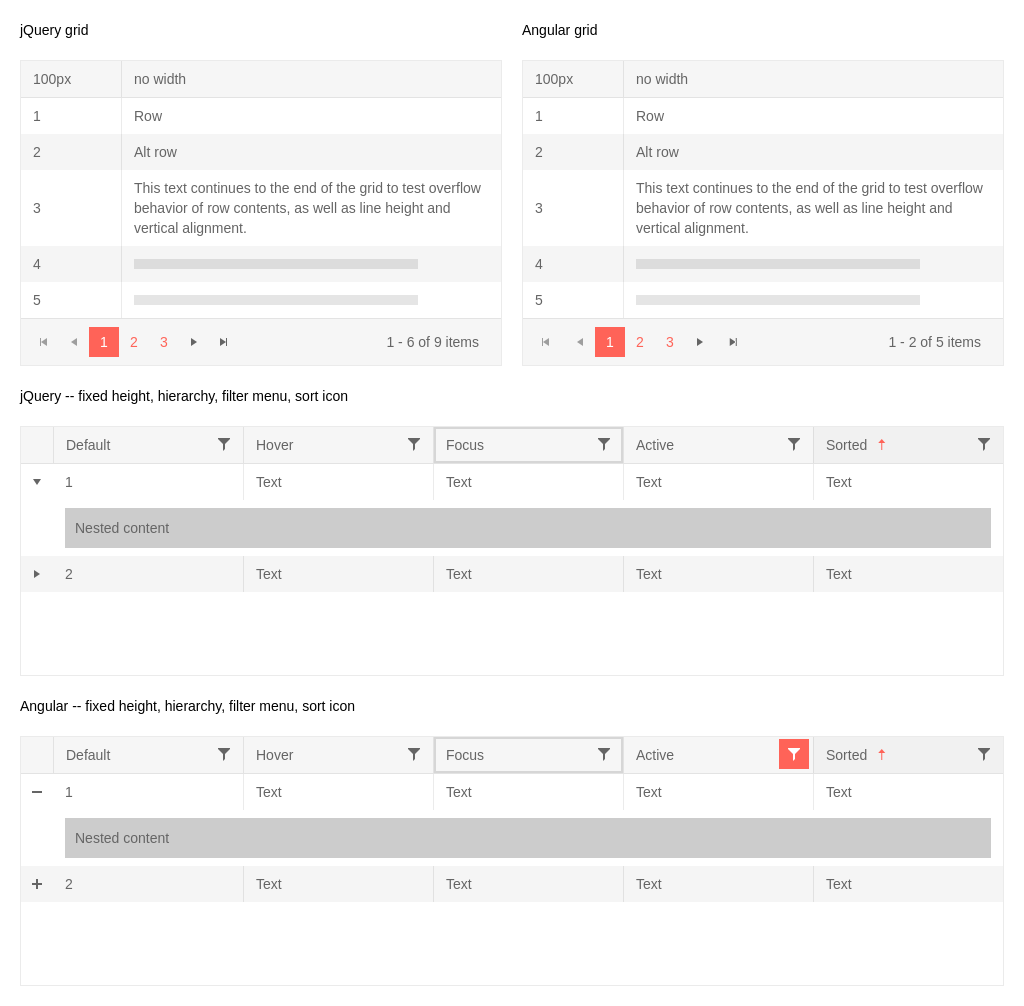 jQuery grid
Angular grid
100px no width
1 Row
2 Alt row
3 This text continues to the end of the grid to test overflow
behavior of row contents, as well as line height and
vertical alignment.
4
5
1 2 3 1 - 6 of 9 items
100px no width
1 Row
2 Alt row
3 This text continues to the end of the grid to test overflow
behavior of row contents, as well as line height and
vertical alignment.
4
5
1 2 3 1 - 2 of 5 items
jQuery -- fixed height, hierarchy, filter menu, sort icon
Default Hover Focus Active Sorted
1 Text Text Text Text
Nested content
2 Text Text Text Text
Angular -- fixed height, hierarchy, filter menu, sort icon
Default Hover Focus Active Sorted
1 Text Text Text Text
Nested content
2 Text Text Text Text